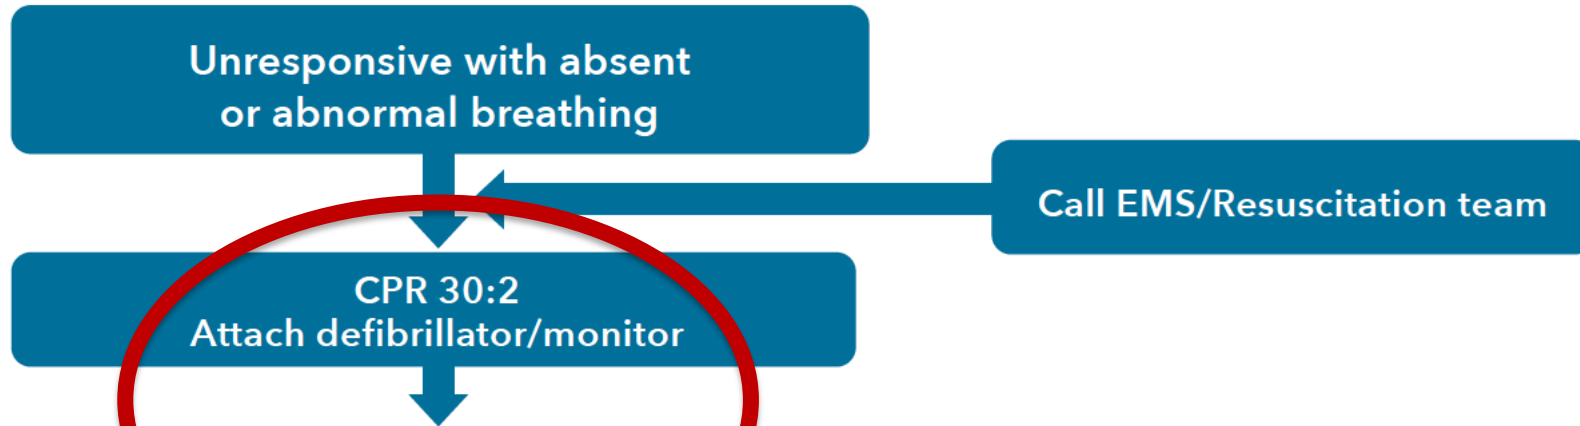 Unresponsive with absent
or abnormal breathing
Call EMS/Resuscitation team
CPR 30:2
Attach defibrillator/monitor